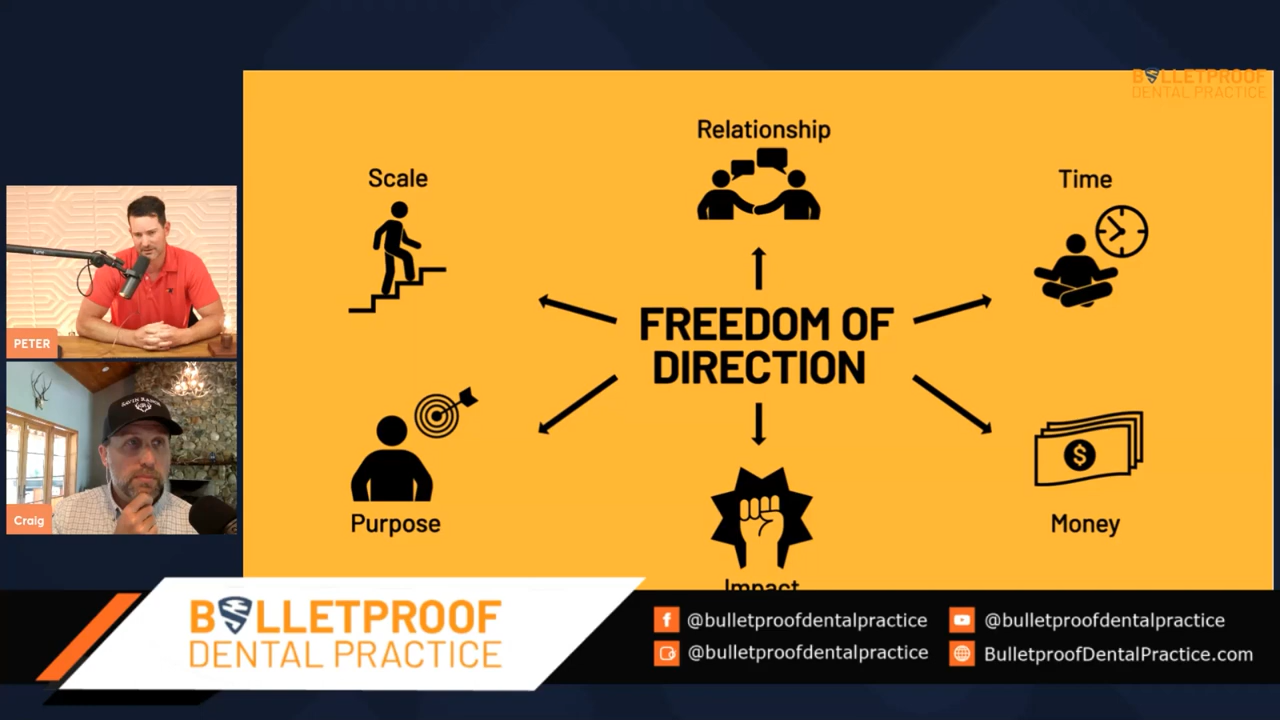 BULLETPROOF
DENTAL PRACTICE
Relationship
Scale
Time
FREEDOM OF
DIRECTION
PETER
Craig
Purpose
Money
Impact
BULLETPROOF
DENTAL PRACTICE
@bulletproofdentalpractice
@bulletproofdentalpractice
@bulletproofdentalpractice
BulletproofDentalPractice.com